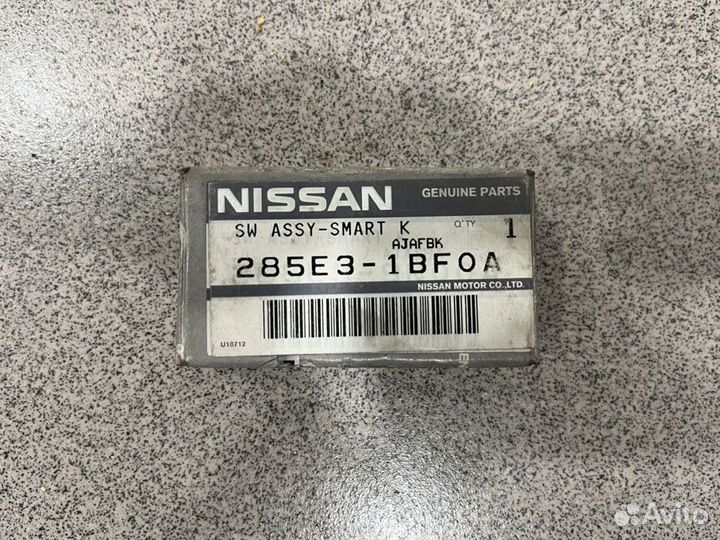 NISSAN GENUINE PARTS
SW ASSY-SMART K Q'TY 1
AJAFBK
285E3-1BF0A
NISSAN MOTOR CO.,LTD.
U10712
Avito